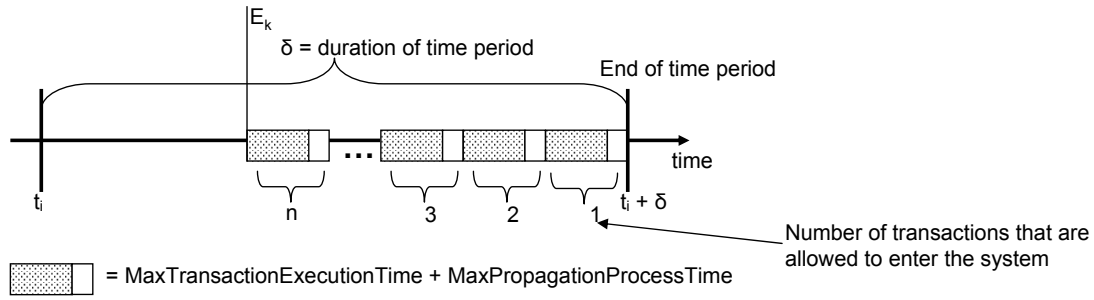 E_k
δ = duration of time period
End of time period
...
time
t_i
n
3
2
1
t_i + δ
Number of transactions that are
allowed to enter the system
= MaxTransactionExecutionTime + MaxPropagationProcessTime